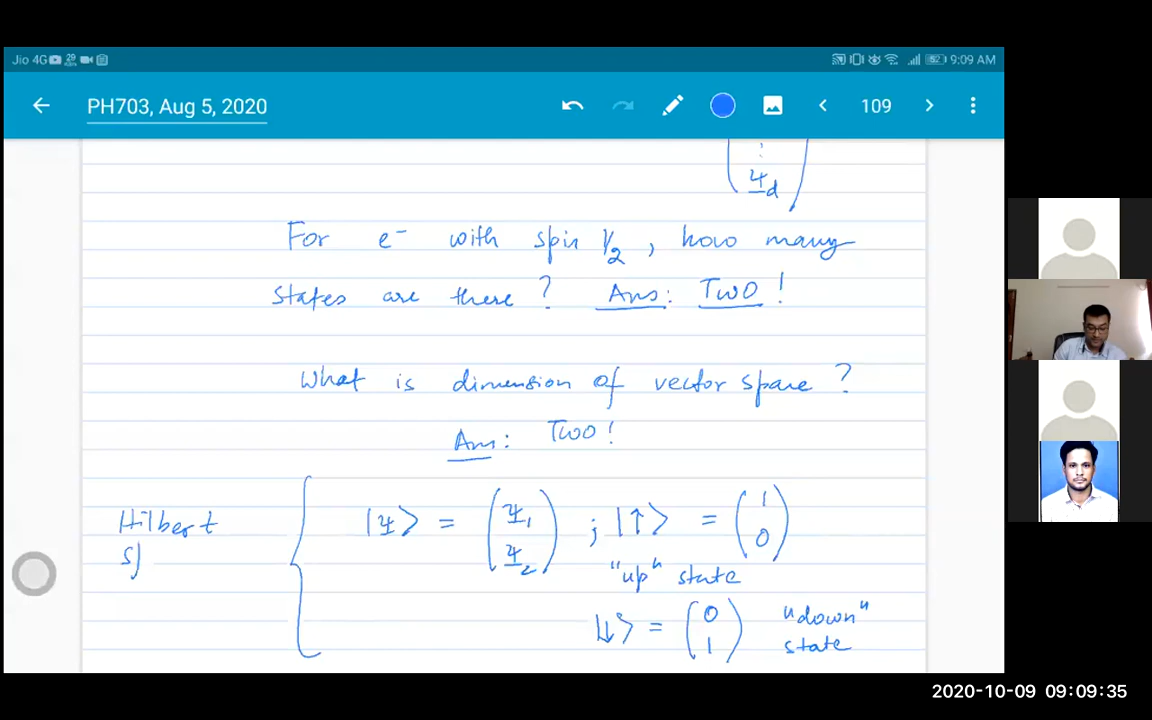 Jio 4G 9:09 AM
PH703, Aug 5, 2020 109
⋮
Ψd
For e⁻ with spin 1/2, how many
states are there? Ans: Two!
What is dimension of vector space?
Ans: Two!
Hilbert |Ψ> = (Ψ1 Ψ2) ; |↑> = (1 0)
S
"up" state
|↓> = (0 1) "down"
state
2020-10-09 09:09:35